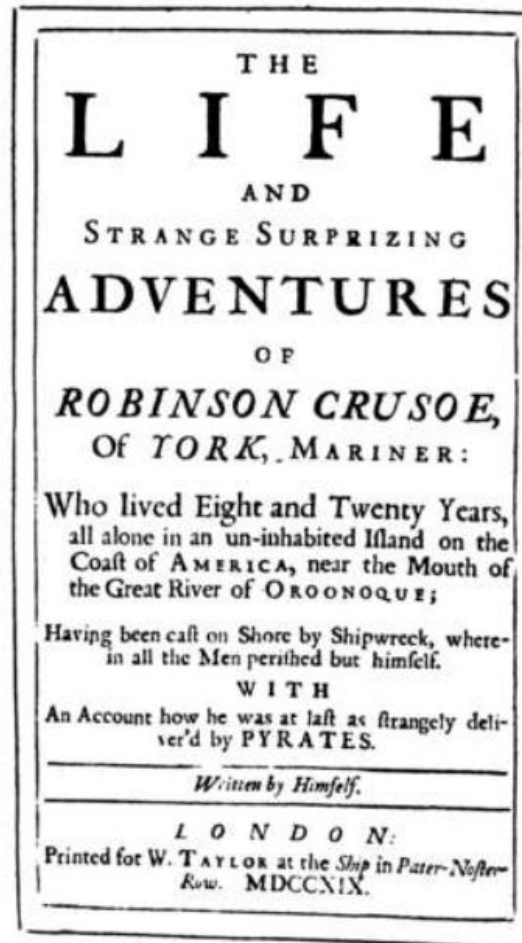 THE
LIFE
AND
STRANGE SURPRIZING
ADVENTURES
OF
ROBINSON CRUSOE,
Of YORK, MARINER:
Who lived Eight and Twenty Years,
all alone in an un-inhabited Iſland on the
Coaſt of AMERICA, near the Mouth of
the Great River of OROONOQUE;
Having been caſt on Shore by Shipwreck, where-
in all the Men periſhed but himſelf.
WITH
An Account how he was at laſt as ſtrangely deli-
ver'd by PYRATES.
Written by Himſelf.
LONDON:
Printed for W. TAYLOR at the Ship in Pater-Noſter-
Row. MDCCXIX.